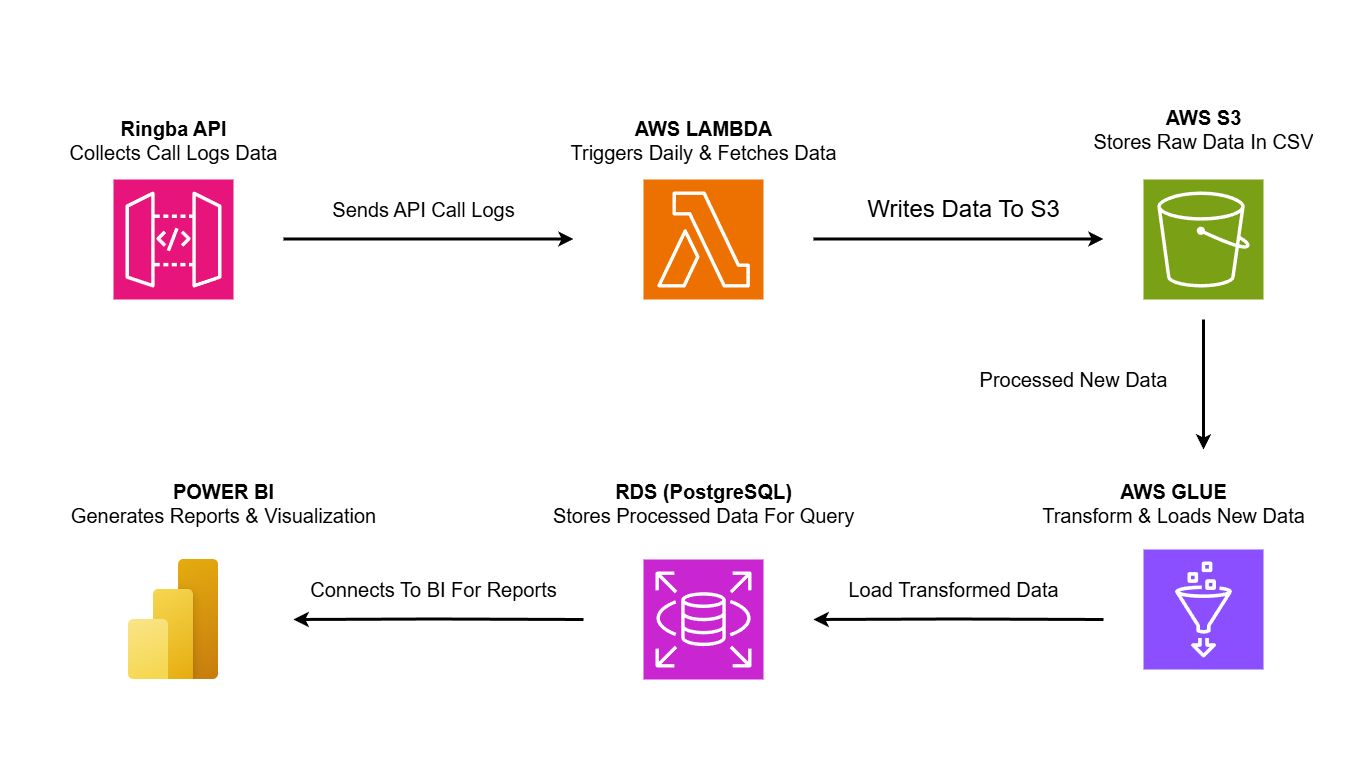 Ringba API
Collects Call Logs Data
Sends API Call Logs
AWS LAMBDA
Triggers Daily & Fetches Data
Writes Data To S3
AWS S3
Stores Raw Data In CSV
Processed New Data
AWS GLUE
Transform & Loads New Data
Load Transformed Data
RDS (PostgreSQL)
Stores Processed Data For Query
Connects To BI For Reports
POWER BI
Generates Reports & Visualization